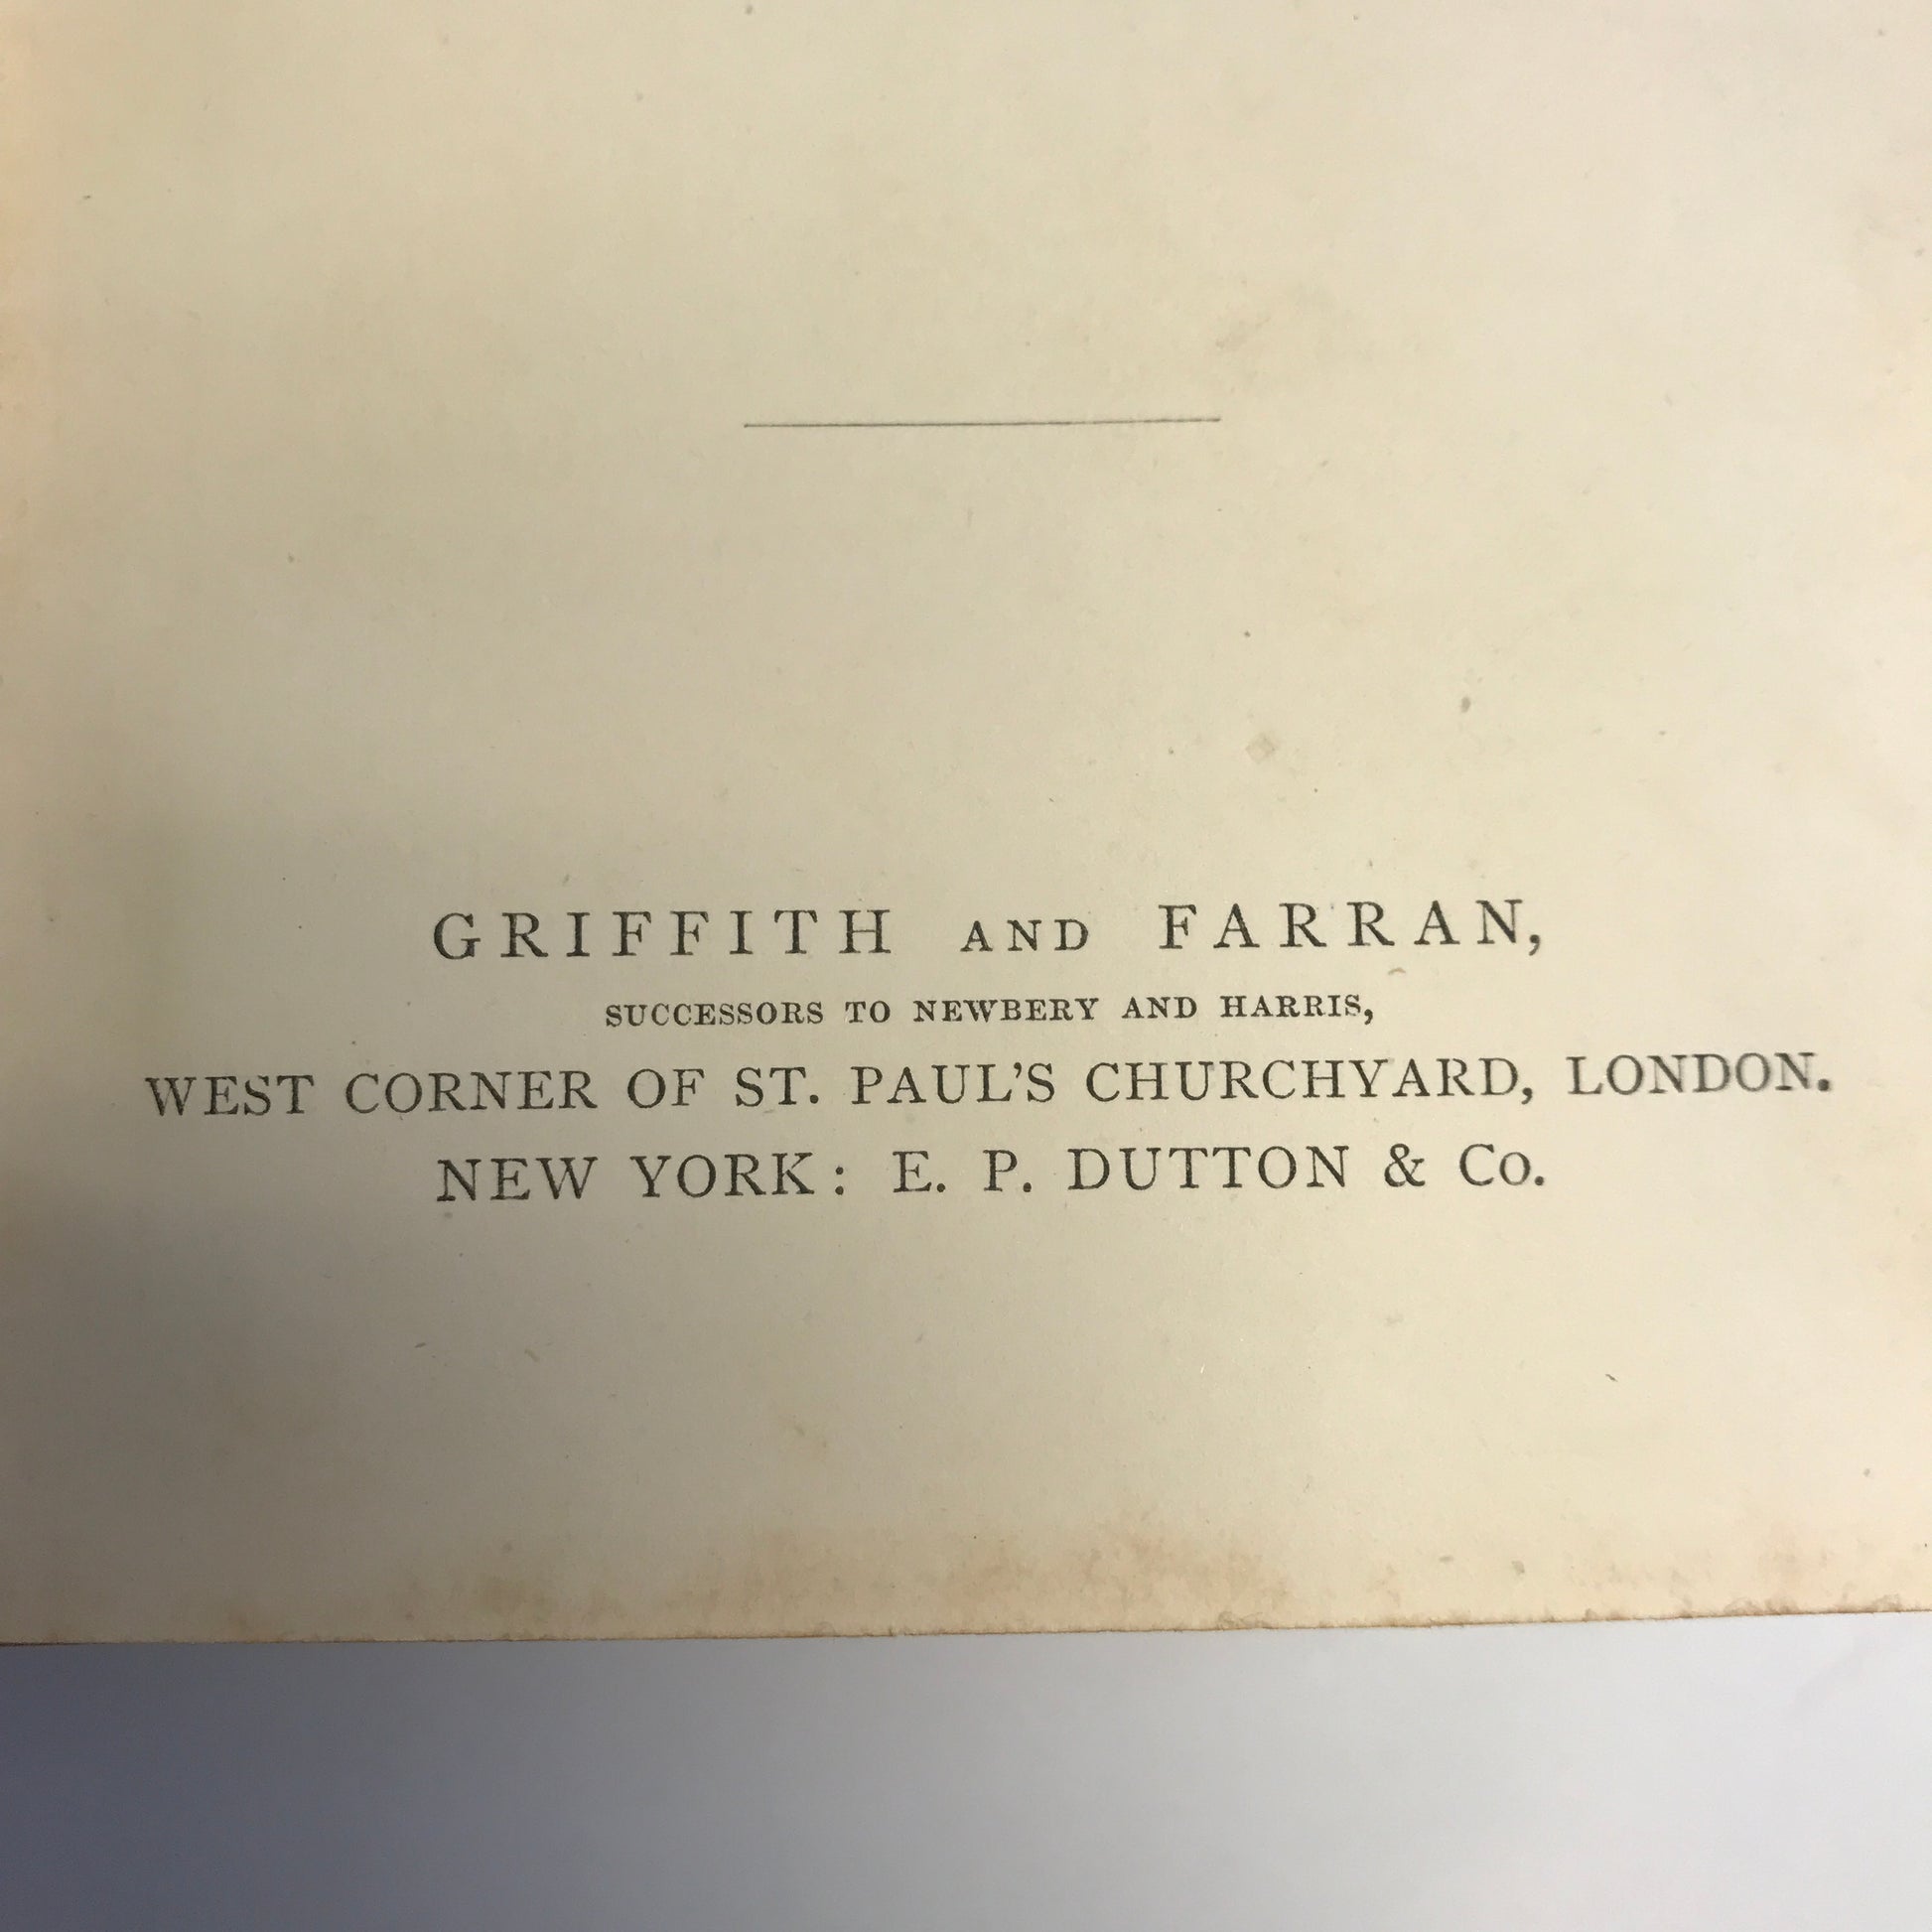 GRIFFITH AND FARRAN,
SUCCESSORS TO NEWBERY AND HARRIS,
WEST CORNER OF ST. PAUL'S CHURCHYARD, LONDON.
NEW YORK: E. P. DUTTON & Co.